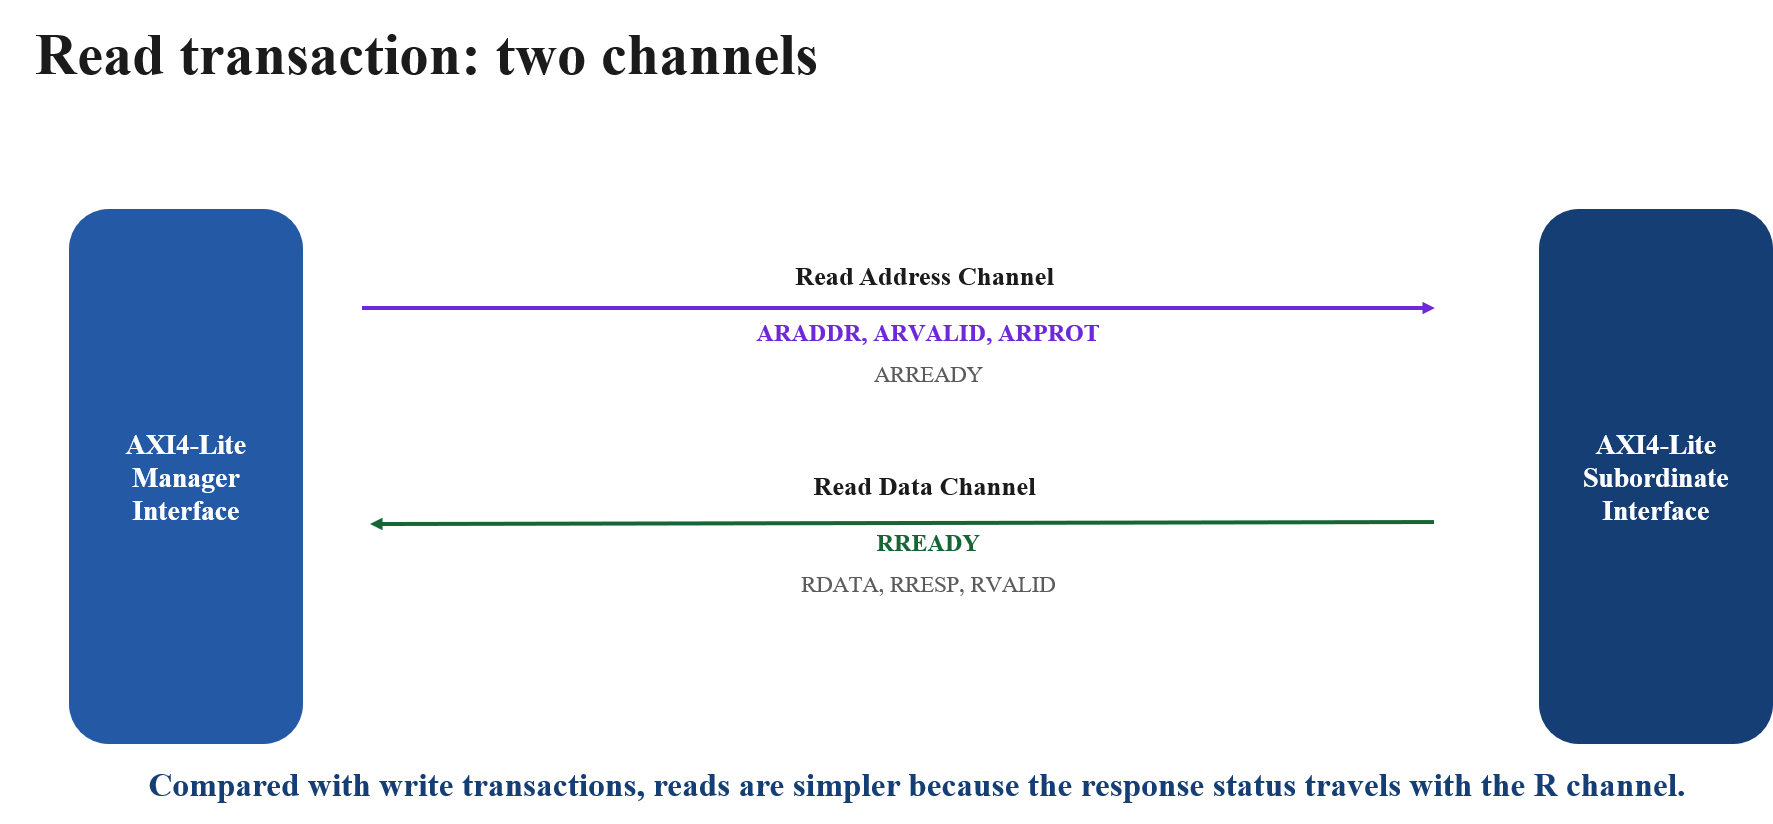 Read transaction: two channels
Read Address Channel
ARADDR, ARVALID, ARPROT
ARREADY
AXI4-Lite
Manager
Interface
AXI4-Lite
Subordinate
Interface
Read Data Channel
RREADY
RDATA, RRESP, RVALID
Compared with write transactions, reads are simpler because the response status travels with the R channel.